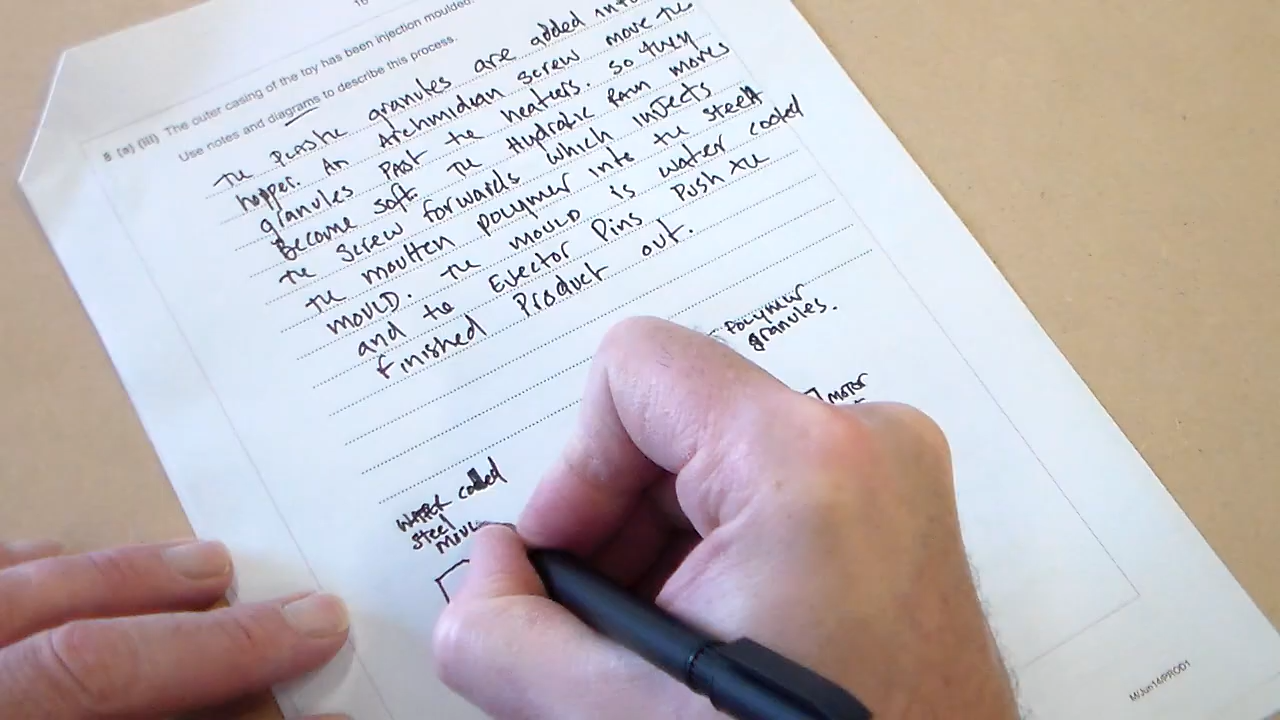 16
8 (a) (iii) The outer casing of the toy has been injection moulded.
Use notes and diagrams to describe this process.
The Plastic granules are added into
hopper. An Archmidian screw move the
granules Past the heaters. so they
Become soft. The Hydralic Ram moves
the screw forwards which injects
the moulten polymer into the steel
mould. The mould is water cooled
and the Ejector Pins Push the
finished Product out.
Polymer
granules.
MOTOR
water cooled
steel
moul
M/Jun14/PROD1